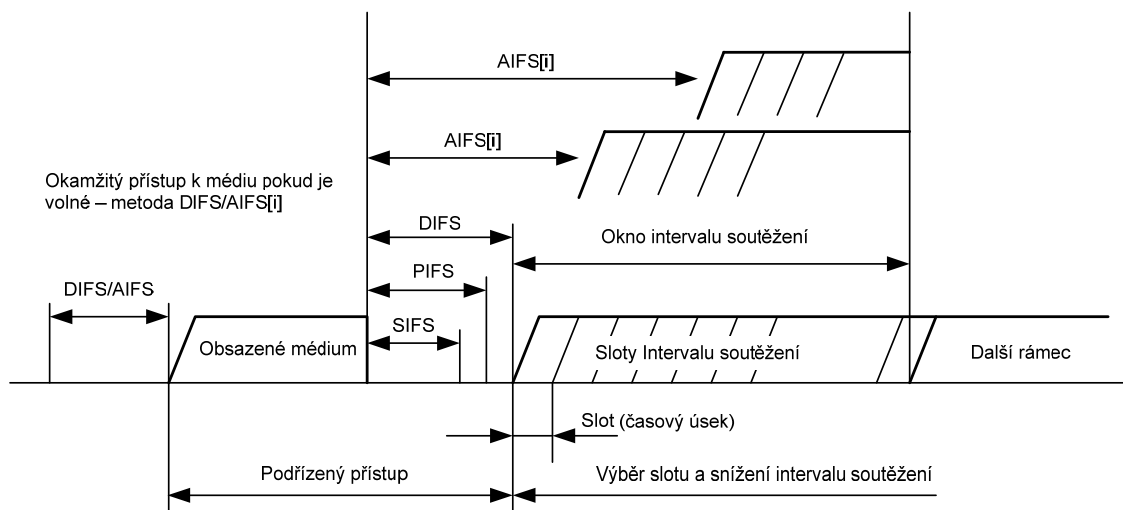 AIFS[i]
AIFS[i]
Okamžitý přístup k médiu pokud je
volné – metoda DIFS/AIFS[i]
DIFS
Okno intervalu soutěžení
PIFS
DIFS/AIFS
SIFS
Obsazené médium
Sloty Intervalu soutěžení
Další rámec
Slot (časový úsek)
Podřízený přístup
Výběr slotu a snížení intervalu soutěžení